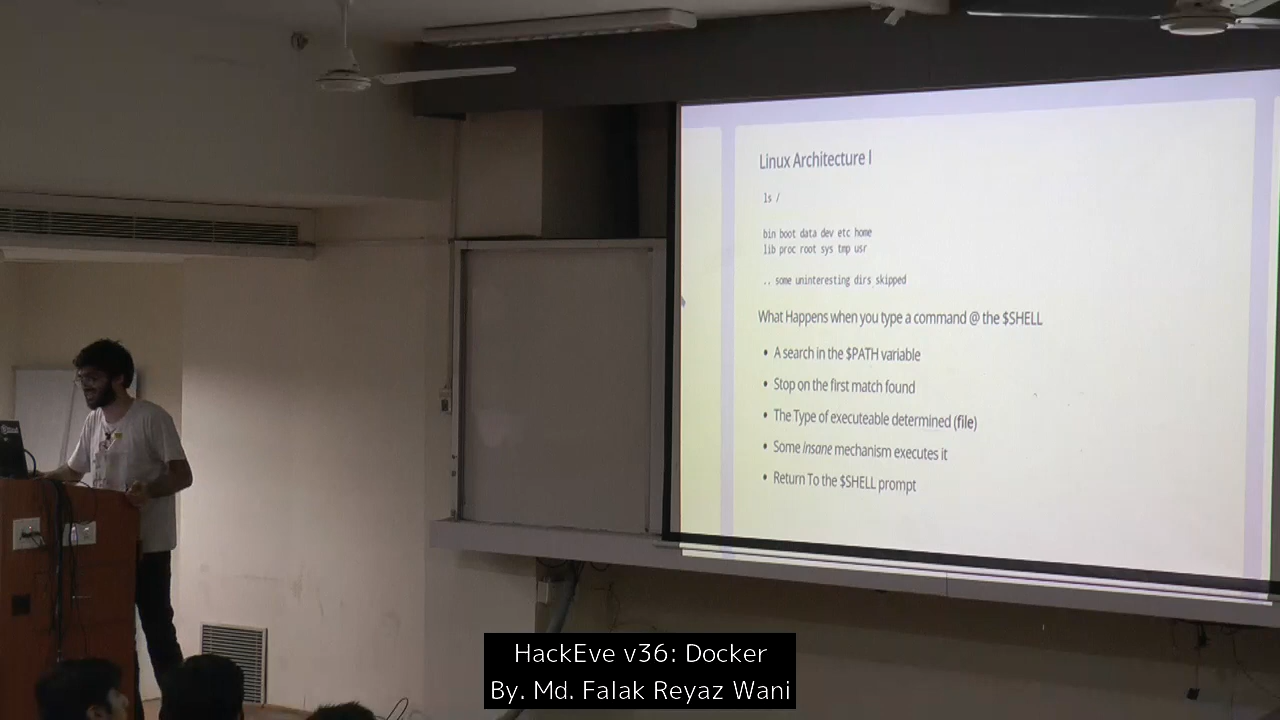 Linux Architecture I
ls /
bin boot data dev etc home
lib proc root sys tmp usr
.. some uninteresting dirs skipped
What Happens when you type a command @ the $SHELL
• A search in the $PATH variable
• Stop on the first match found
• The Type of executeable determined (file)
• Some insane mechanism executes it
• Return To the $SHELL prompt
HackEve v36: Docker
By. Md. Falak Reyaz Wani